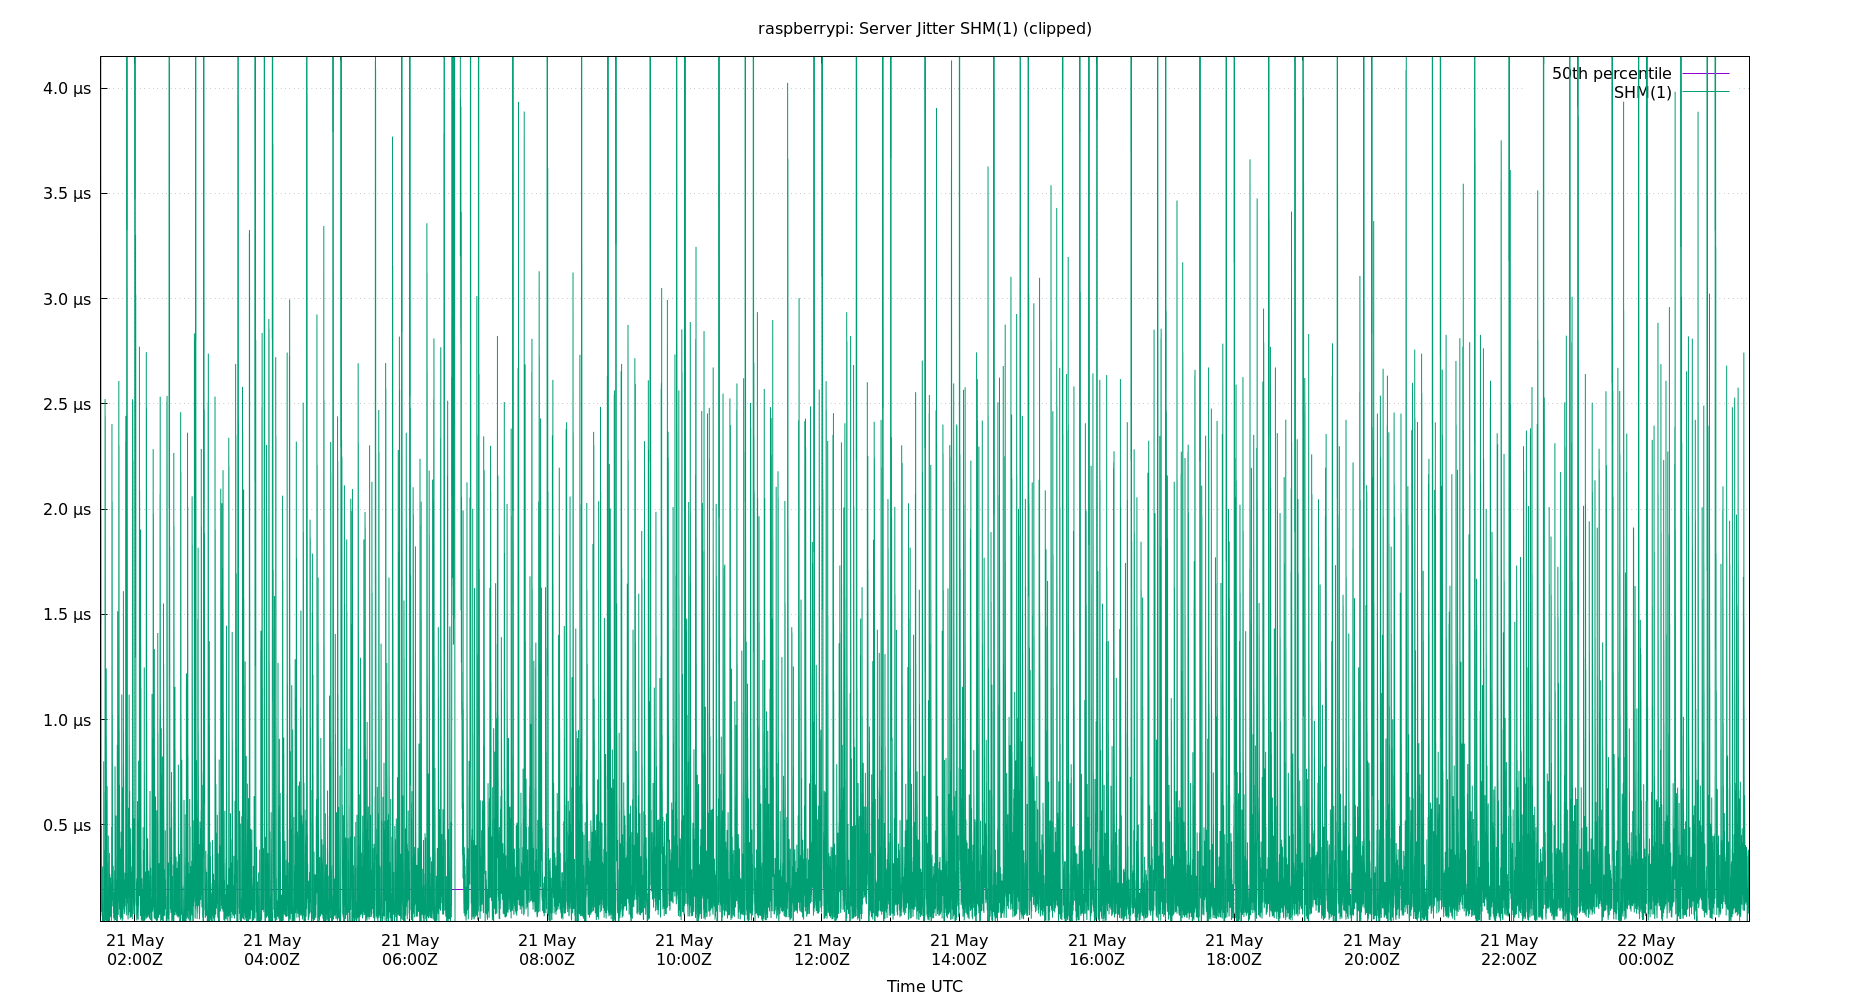 raspberrypi: Server Jitter SHM(1) (clipped)
50th percentile
SHM(1)
4.0 µs
3.5 µs
3.0 µs
2.5 µs
2.0 µs
1.5 µs
1.0 µs
0.5 µs
21 May 21 May 21 May 21 May 21 May 21 May 21 May 21 May 21 May 21 May 21 May 22 May
02:00Z 04:00Z 06:00Z 08:00Z 10:00Z 12:00Z 14:00Z 16:00Z 18:00Z 20:00Z 22:00Z 00:00Z
Time UTC